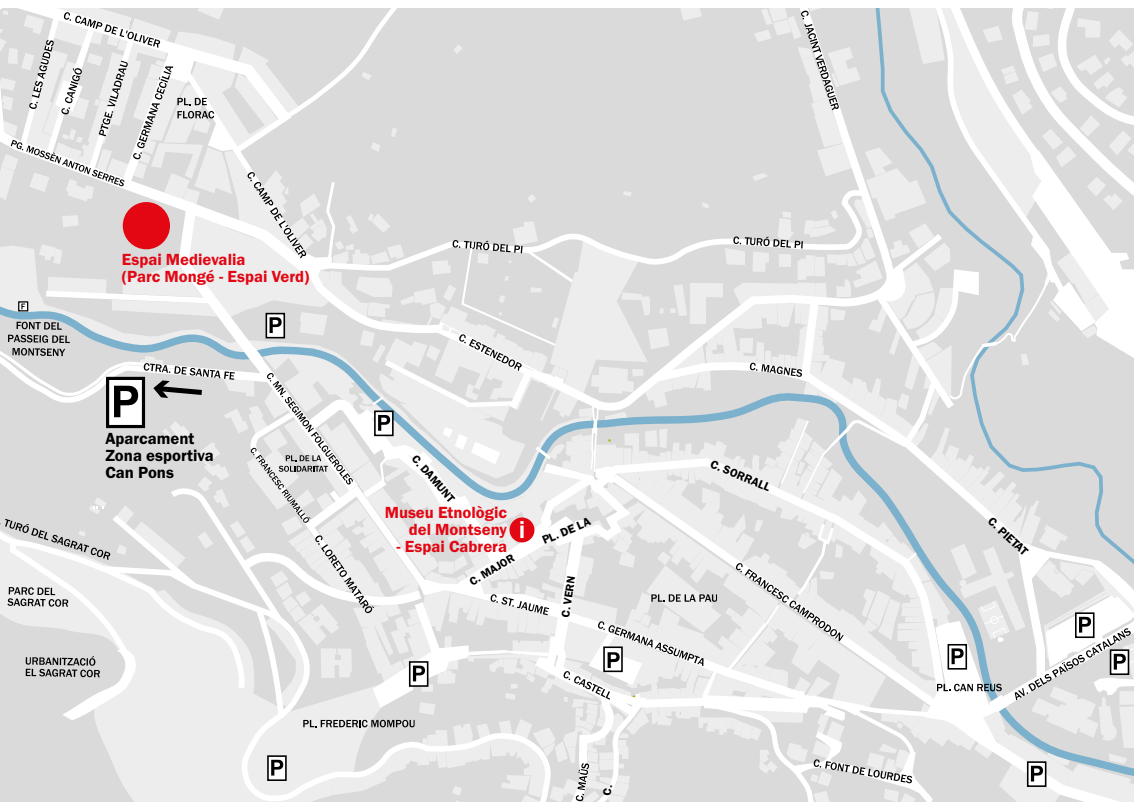 C. CAMP DE L'OLIVER
C. LES AGUDES
C. CANIGÓ
PTGE. VILADRAU
C. GERMANA CECÍLIA
PL. DE
FLORAC
PG. MOSSÈN ANTON SERRES
C. CAMP DE L'OLIVER
C. JACINT VERDAGUER
Espai Medievalia
(Parc Mongé - Espai Verd)
C. TURÓ DEL PI
C. TURÓ DEL PI
F
FONT DEL
PASSEIG DEL
MONTSENY
P
C. ESTENEDOR
C. MAGNES
CTRA. DE SANTA FE
P
Aparcament
Zona esportiva
Can Pons
C. MN. SEGIMON FOLGUEROLES
P
PL. DE LA
SOLIDARITAT
C. FRANCESC RIUMALLÓ
C. DAMUNT
C. SORRALL
Museu Etnològic
del Montseny
- Espai Cabrera
i
PL. DE LA
C. MAJOR
C. PIETAT
TURÓ DEL SAGRAT COR
C. LORETO MATARÓ
C. VERN
C. FRANCESC CAMPRODON
PARC DEL
SAGRAT COR
C. ST. JAUME
PL. DE LA PAU
C. GERMANA ASSUMPTA
P
P
P
P
P
URBANITZACIÓ
EL SAGRAT COR
C. CASTELL
PL. CAN REUS
AV. DELS PAÏSOS CATALANS
PL. FREDERIC MOMPOU
P
C. MAÜS
C.
C. FONT DE LOURDES
P